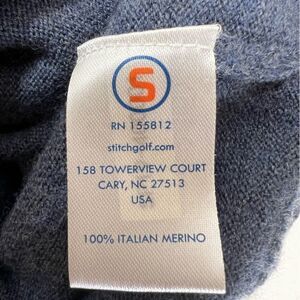 S
RN 155812
stitchgolf.com
158 TOWERVIEW COURT
CARY, NC 27513
USA
100% ITALIAN MERINO